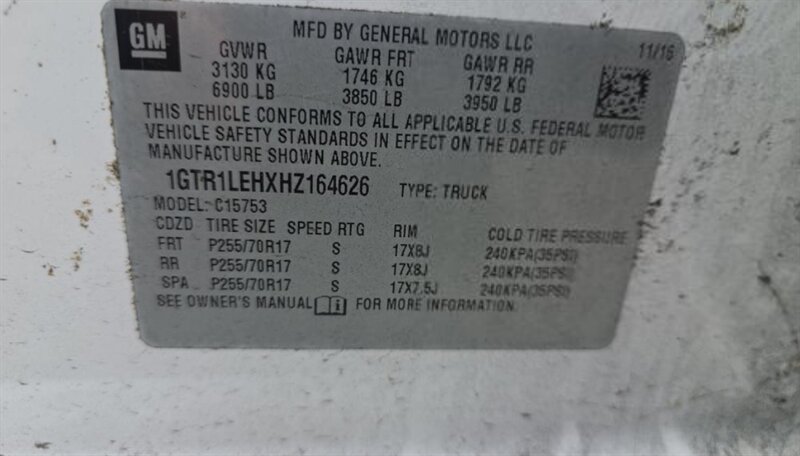 GM
MFD BY GENERAL MOTORS LLC
11/16
GVWR GAWR FRT GAWR RR
3130 KG 1746 KG 1792 KG
6900 LB 3850 LB 3950 LB
THIS VEHICLE CONFORMS TO ALL APPLICABLE U.S. FEDERAL MOTOR
VEHICLE SAFETY STANDARDS IN EFFECT ON THE DATE OF
MANUFACTURE SHOWN ABOVE.
1GTR1LEHXHZ164626 TYPE: TRUCK
MODEL: C15753
CDZD TIRE SIZE SPEED RTG RIM COLD TIRE PRESSURE
FRT P255/70R17 S 17X8J 240KPA(35PSI)
RR P255/70R17 S 17X8J 240KPA(35PSI)
SPA P255/70R17 S 17X7.5J 240KPA(35PSI)
SEE OWNER'S MANUAL FOR MORE INFORMATION.